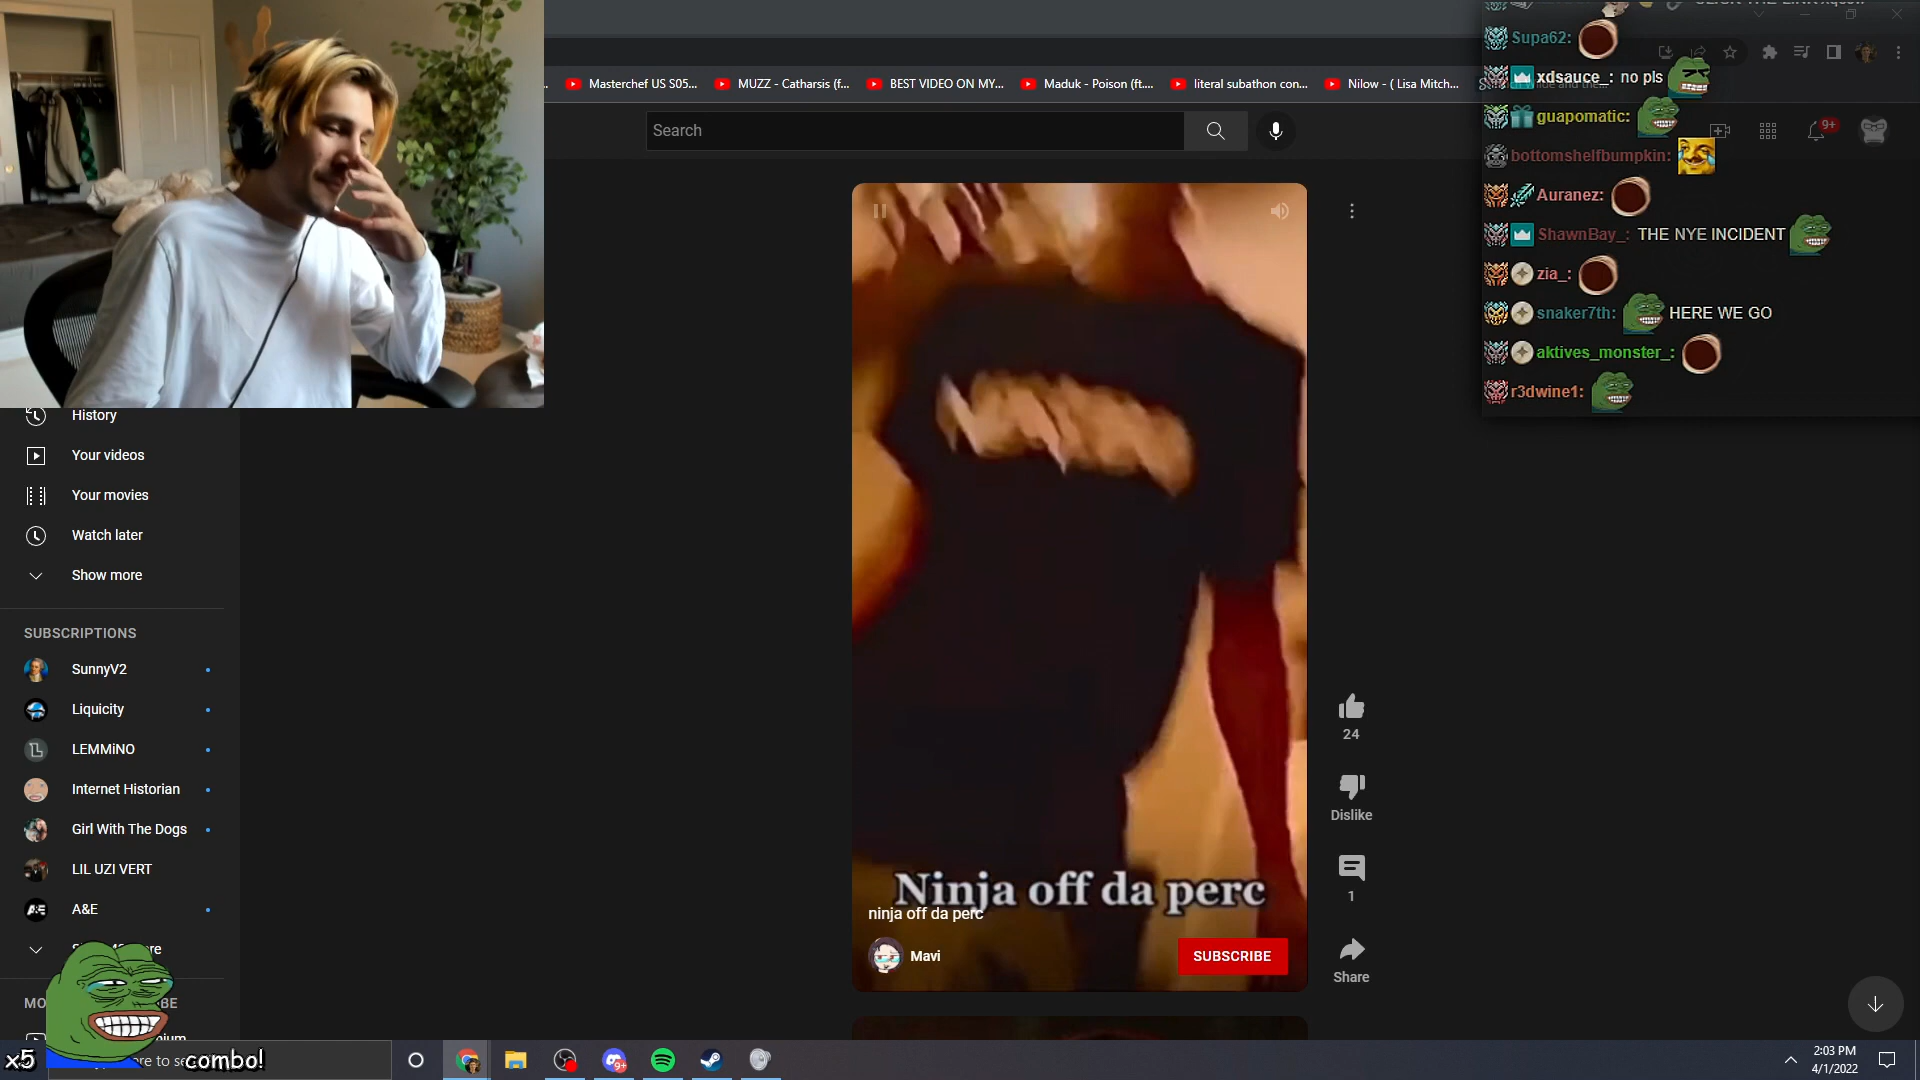 Masterchef US S05...
MUZZ - Catharsis (f...
BEST VIDEO ON MY...
Maduk - Poison (ft....
literal subathon con...
Nilow - ( Lisa Mitch...
Search
9+
Supa62:
xdsauce_: no pls
guapomatic:
bottomshelfbumpkin:
Auranez:
ShawnBay_: THE NYE INCIDENT
zia_:
snaker7th: HERE WE GO
aktives_monster_:
r3dwine1:
History
Your videos
Your movies
Watch later
Show more
SUBSCRIPTIONS
SunnyV2
Liquicity
LEMMiNO
Internet Historian
Girl With The Dogs
LIL UZI VERT
A&E
Ninja off da perc
ninja off da perc
Mavi
SUBSCRIBE
24
Dislike
1
Share
x5
combo!
9+
2:03 PM
4/1/2022